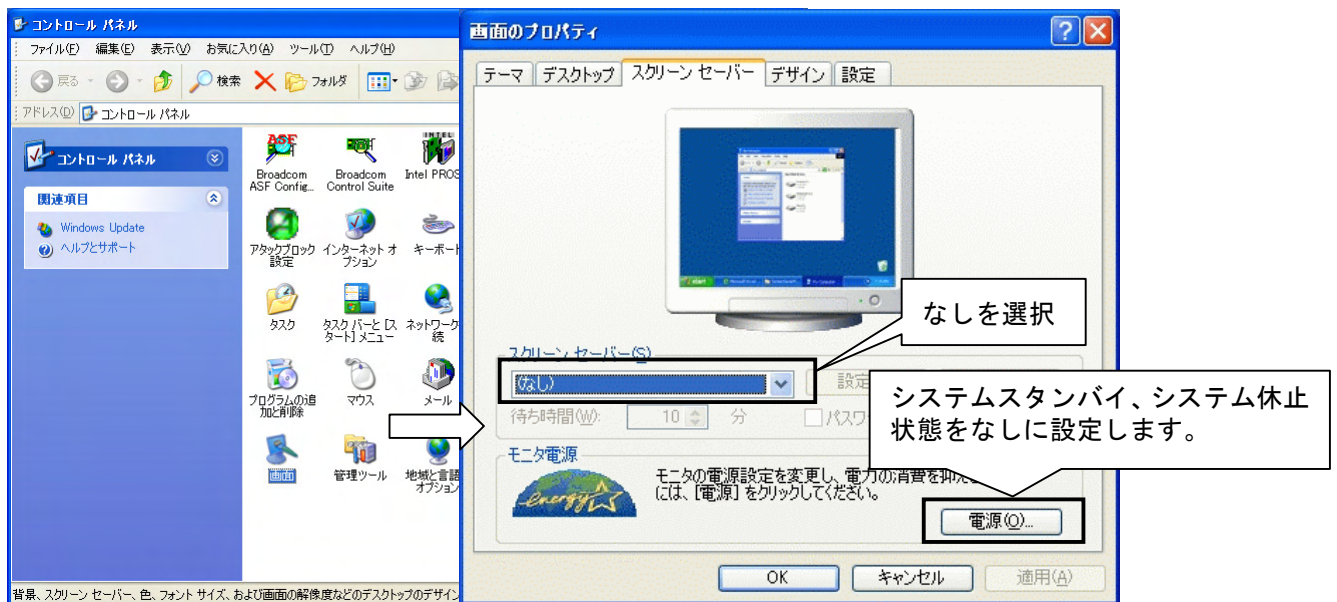 コントロール パネル
ファイル(F) 編集(E) 表示(V) お気に入り(A) ツール(T) ヘルプ(H)
戻る 検索 フォルダ
アドレス(D) コントロール パネル
コントロール パネル
関連項目
Windows Update
ヘルプとサポート
Broadcom
ASF Config...
Broadcom
Control Suite
Intel PROS
アタックブロック
設定
インターネット オ
プション
キーボート
タスク
タスク バーと [ス
タート] メニュー
ネットワーク
続
プログラムの追
加と削除
マウス
メール
画面
管理ツール
地域と言語
オプション
背景、スクリーン セーバー、色、フォント サイズ、および画面の解像度などのデスクトップのデザイン
画面のプロパティ
テーマ デスクトップ スクリーン セーバー デザイン 設定
なしを選択
スクリーン セーバー(S)
(なし)
設定
待ち時間(W): 10 分 パスワ
システムスタンバイ、システム休止
状態をなしに設定します。
モニタ電源
energy
モニタの電源設定を変更し、電力の消費を抑え
には、[電源] をクリックしてください。
電源(O)...
OK キャンセル 適用(A)